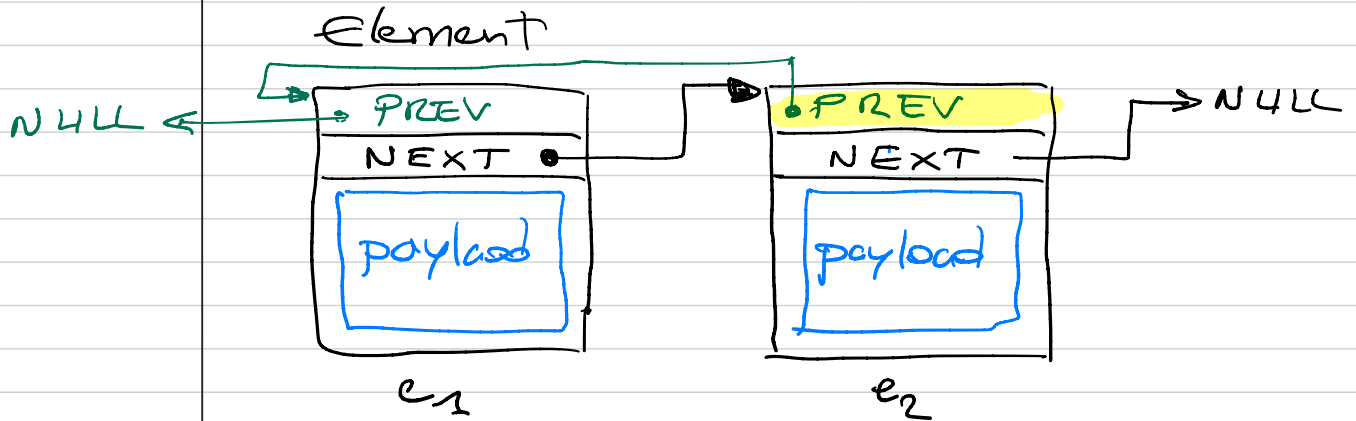 Element
NULL PREV PREV NULL
NEXT NEXT
payload payload
e1 e2